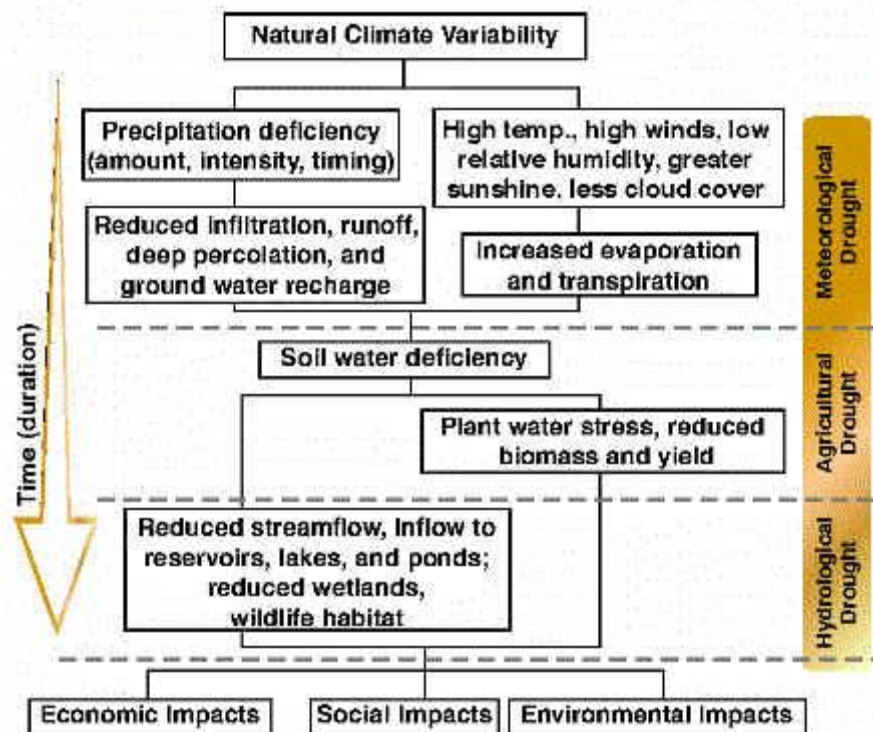 Natural Climate Variability
Precipitation deficiency
(amount, intensity, timing)
High temp., high winds, low
relative humidity, greater
sunshine, less cloud cover
Reduced infiltration, runoff,
deep percolation, and
ground water recharge
Increased evaporation
and transpiration
Meteorological
Drought
Time (duration)
Soil water deficiency
Plant water stress, reduced
biomass and yield
Agricultural
Drought
Reduced streamflow, Inflow to
reservoirs, lakes, and ponds;
reduced wetlands,
wildlife habitat
Hydrological
Drought
Economic Impacts
Social Impacts
Environmental Impacts